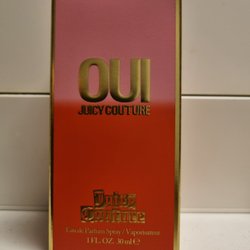 OUI
JUICY COUTURE
Juicy
Couture
Eau de Parfum Spray / Vaporisateur
1 FL. OZ. 30 ml ℮